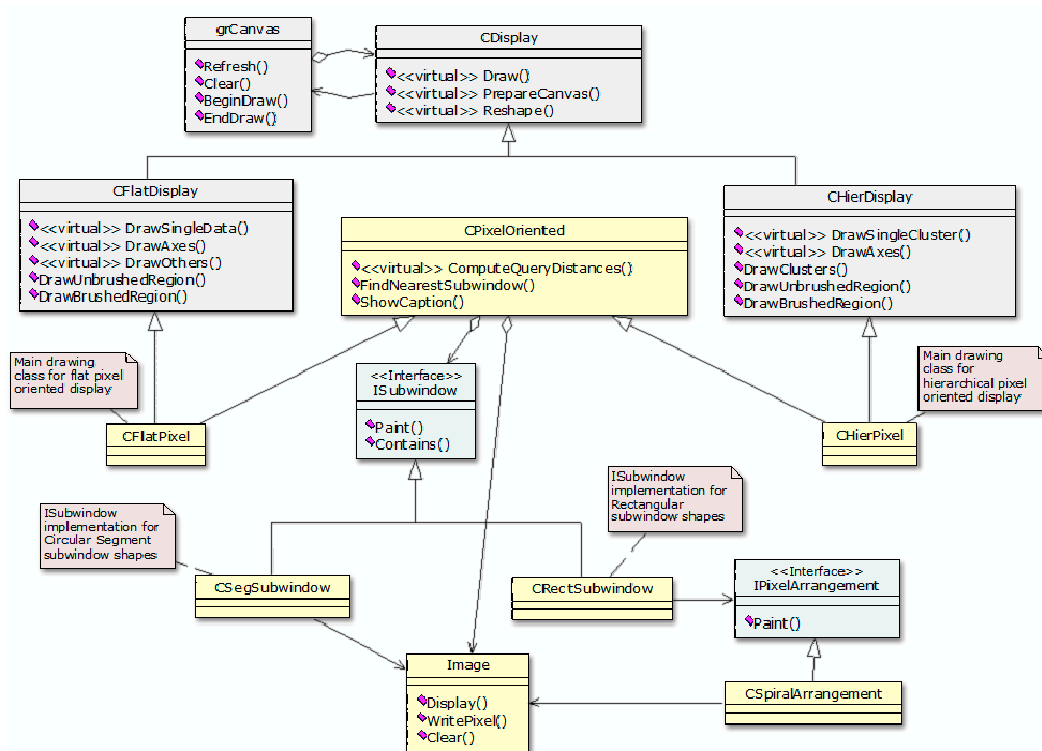 grCanvas
Refresh()
Clear()
BeginDraw()
EndDraw()
CDisplay
<<virtual>> Draw()
<<virtual>> PrepareCanvas()
<<virtual>> Reshape()
CFlatDisplay
<<virtual>> DrawSingleData()
<<virtual>> DrawAxes()
<<virtual>> DrawOthers()
DrawUnbrushedRegion()
DrawBrushedRegion()
CPixelOriented
<<virtual>> ComputeQueryDistances()
FindNearestSubwindow()
ShowCaption()
CHierDisplay
<<virtual>> DrawSingleCluster()
<<virtual>> DrawAxes()
DrawClusters()
DrawUnbrushedRegion()
DrawBrushedRegion()
Main drawing
class for flat pixel
oriented display
CFlatPixel
<<Interface>>
ISubwindow
Paint()
Contains()
Main drawing
class for
hierarchical pixel
oriented display
CHierPixel
ISubwindow
implementation for
Circular Segment
subwindow shapes
ISubwindow
implementation for
Rectangular
subwindow shapes
CSegSubwindow
CRectSubwindow
<<Interface>>
IPixelArrangement
Paint()
Image
Display()
WritePixel()
Clear()
CSpiralArrangement